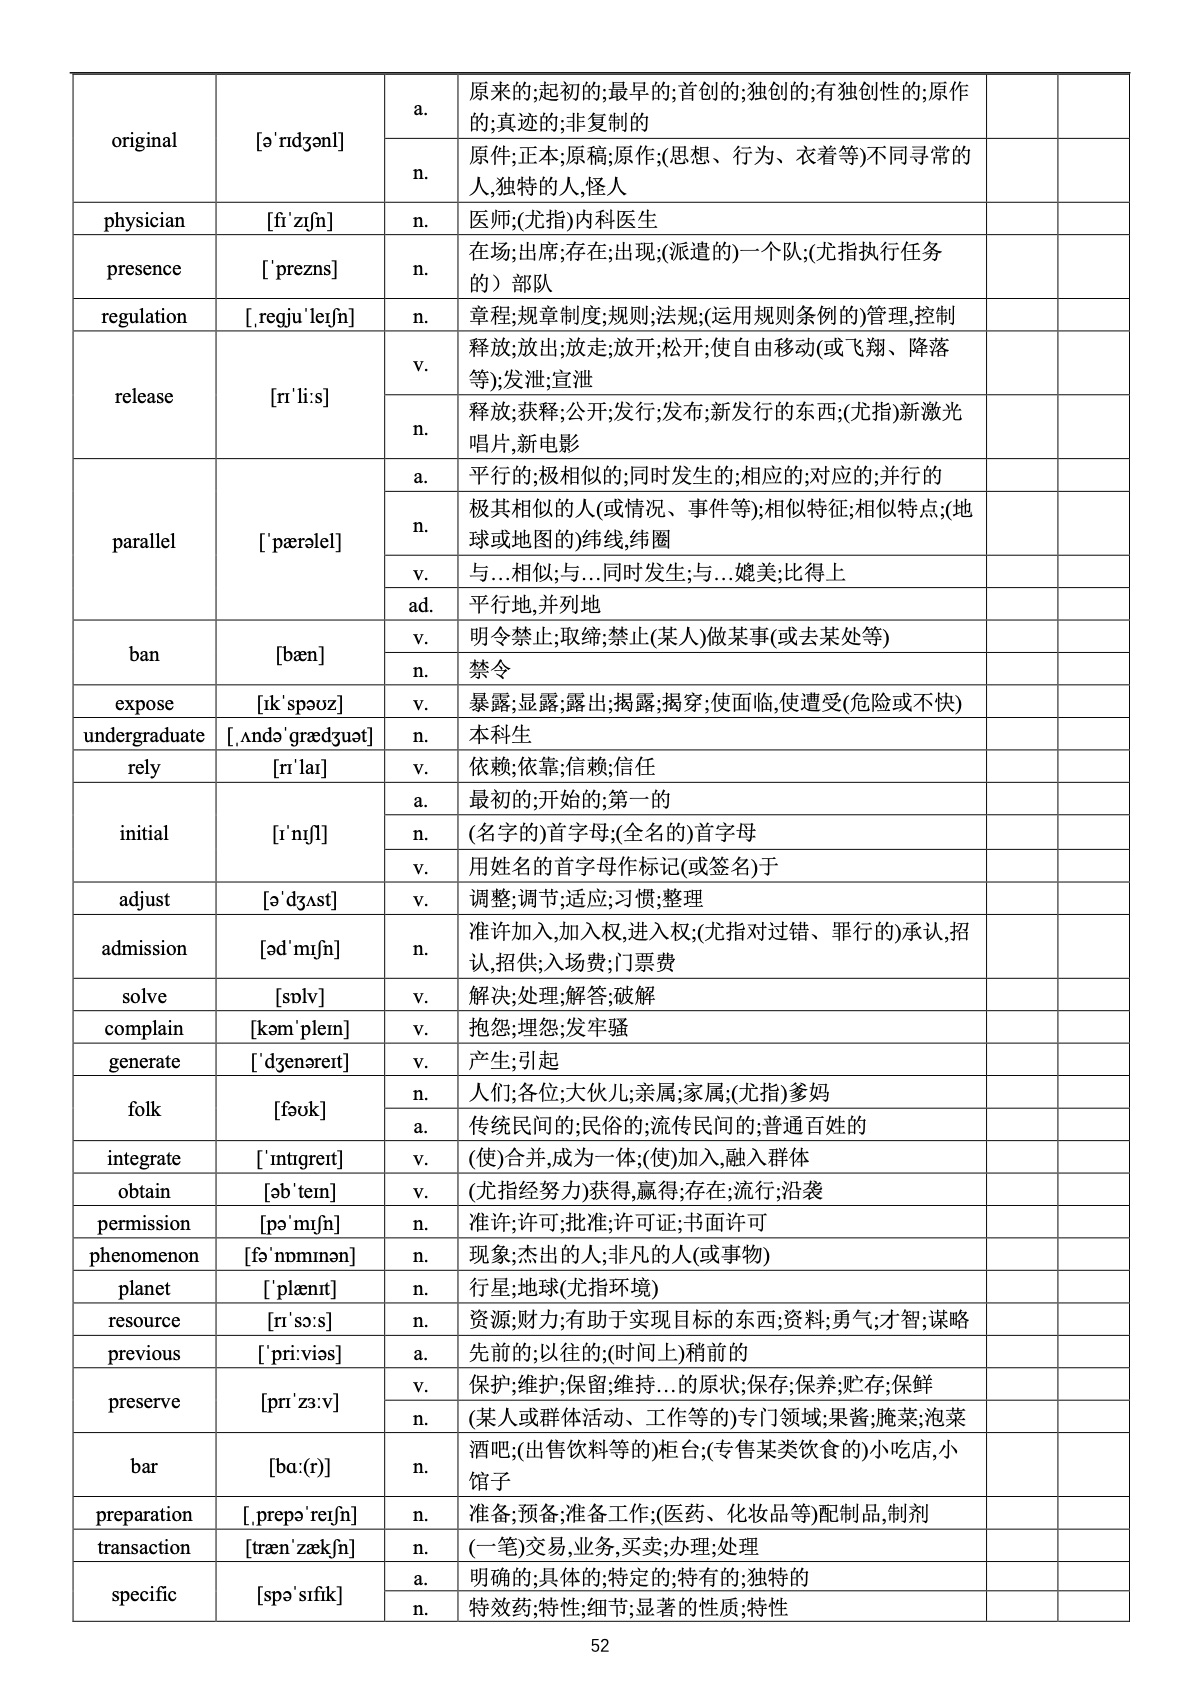 original [əˈrɪdʒənl] a. 原来的;起初的;最早的;首创的;独创的;有独创性的;原作
的;真迹的;非复制的
n. 原件;正本;原稿;原作;(思想、行为、衣着等)不同寻常的
人,独特的人,怪人
physician [fɪˈzɪʃn] n. 医师;(尤指)内科医生
presence [ˈprezns] n. 在场;出席;存在;出现;(派遣的)一个队;(尤指执行任务
的）部队
regulation [ˌreɡjuˈleɪʃn] n. 章程;规章制度;规则;法规;(运用规则条例的)管理,控制
release [rɪˈliːs] v. 释放;放出;放走;放开;松开;使自由移动(或飞翔、降落
等);发泄;宣泄
n. 释放;获释;公开;发行;发布;新发行的东西;(尤指)新激光
唱片,新电影
parallel [ˈpærəlel] a. 平行的;极相似的;同时发生的;相应的;对应的;并行的
n. 极其相似的人(或情况、事件等);相似特征;相似特点;(地
球或地图的)纬线,纬圈
v. 与…相似;与…同时发生;与…媲美;比得上
ad. 平行地,并列地
ban [bæn] v. 明令禁止;取缔;禁止(某人)做某事(或去某处等)
n. 禁令
expose [ɪkˈspəʊz] v. 暴露;显露;露出;揭露;揭穿;使面临,使遭受(危险或不快)
undergraduate [ˌʌndəˈɡrædʒuət] n. 本科生
rely [rɪˈlaɪ] v. 依赖;依靠;信赖;信任
initial [ɪˈnɪʃl] a. 最初的;开始的;第一的
n. (名字的)首字母;(全名的)首字母
v. 用姓名的首字母作标记(或签名)于
adjust [əˈdʒʌst] v. 调整;调节;适应;习惯;整理
admission [ədˈmɪʃn] n. 准许加入,加入权,进入权;(尤指对过错、罪行的)承认,招
认,招供;入场费;门票费
solve [sɒlv] v. 解决;处理;解答;破解
complain [kəmˈpleɪn] v. 抱怨;埋怨;发牢骚
generate [ˈdʒenəreɪt] v. 产生;引起
folk [fəʊk] n. 人们;各位;大伙儿;亲属;家属;(尤指)爹妈
a. 传统民间的;民俗的;流传民间的;普通百姓的
integrate [ˈɪntɪɡreɪt] v. (使)合并,成为一体;(使)加入,融入群体
obtain [əbˈteɪn] v. (尤指经努力)获得,赢得;存在;流行;沿袭
permission [pəˈmɪʃn] n. 准许;许可;批准;许可证;书面许可
phenomenon [fəˈnɒmɪnən] n. 现象;杰出的人;非凡的人(或事物)
planet [ˈplænɪt] n. 行星;地球(尤指环境)
resource [rɪˈsɔːs] n. 资源;财力;有助于实现目标的东西;资料;勇气;才智;谋略
previous [ˈpriːviəs] a. 先前的;以往的;(时间上)稍前的
preserve [prɪˈzɜːv] v. 保护;维护;保留;维持…的原状;保存;保养;贮存;保鲜
n. (某人或群体活动、工作等的)专门领域;果酱;腌菜;泡菜
bar [bɑː(r)] n. 酒吧;(出售饮料等的)柜台;(专售某类饮食的)小吃店,小
馆子
preparation [ˌprepəˈreɪʃn] n. 准备;预备;准备工作;(医药、化妆品等)配制品,制剂
transaction [trænˈzækʃn] n. (一笔)交易,业务,买卖;办理;处理
specific [spəˈsɪfɪk] a. 明确的;具体的;特定的;特有的;独特的
n. 特效药;特性;细节;显著的性质;特性
52